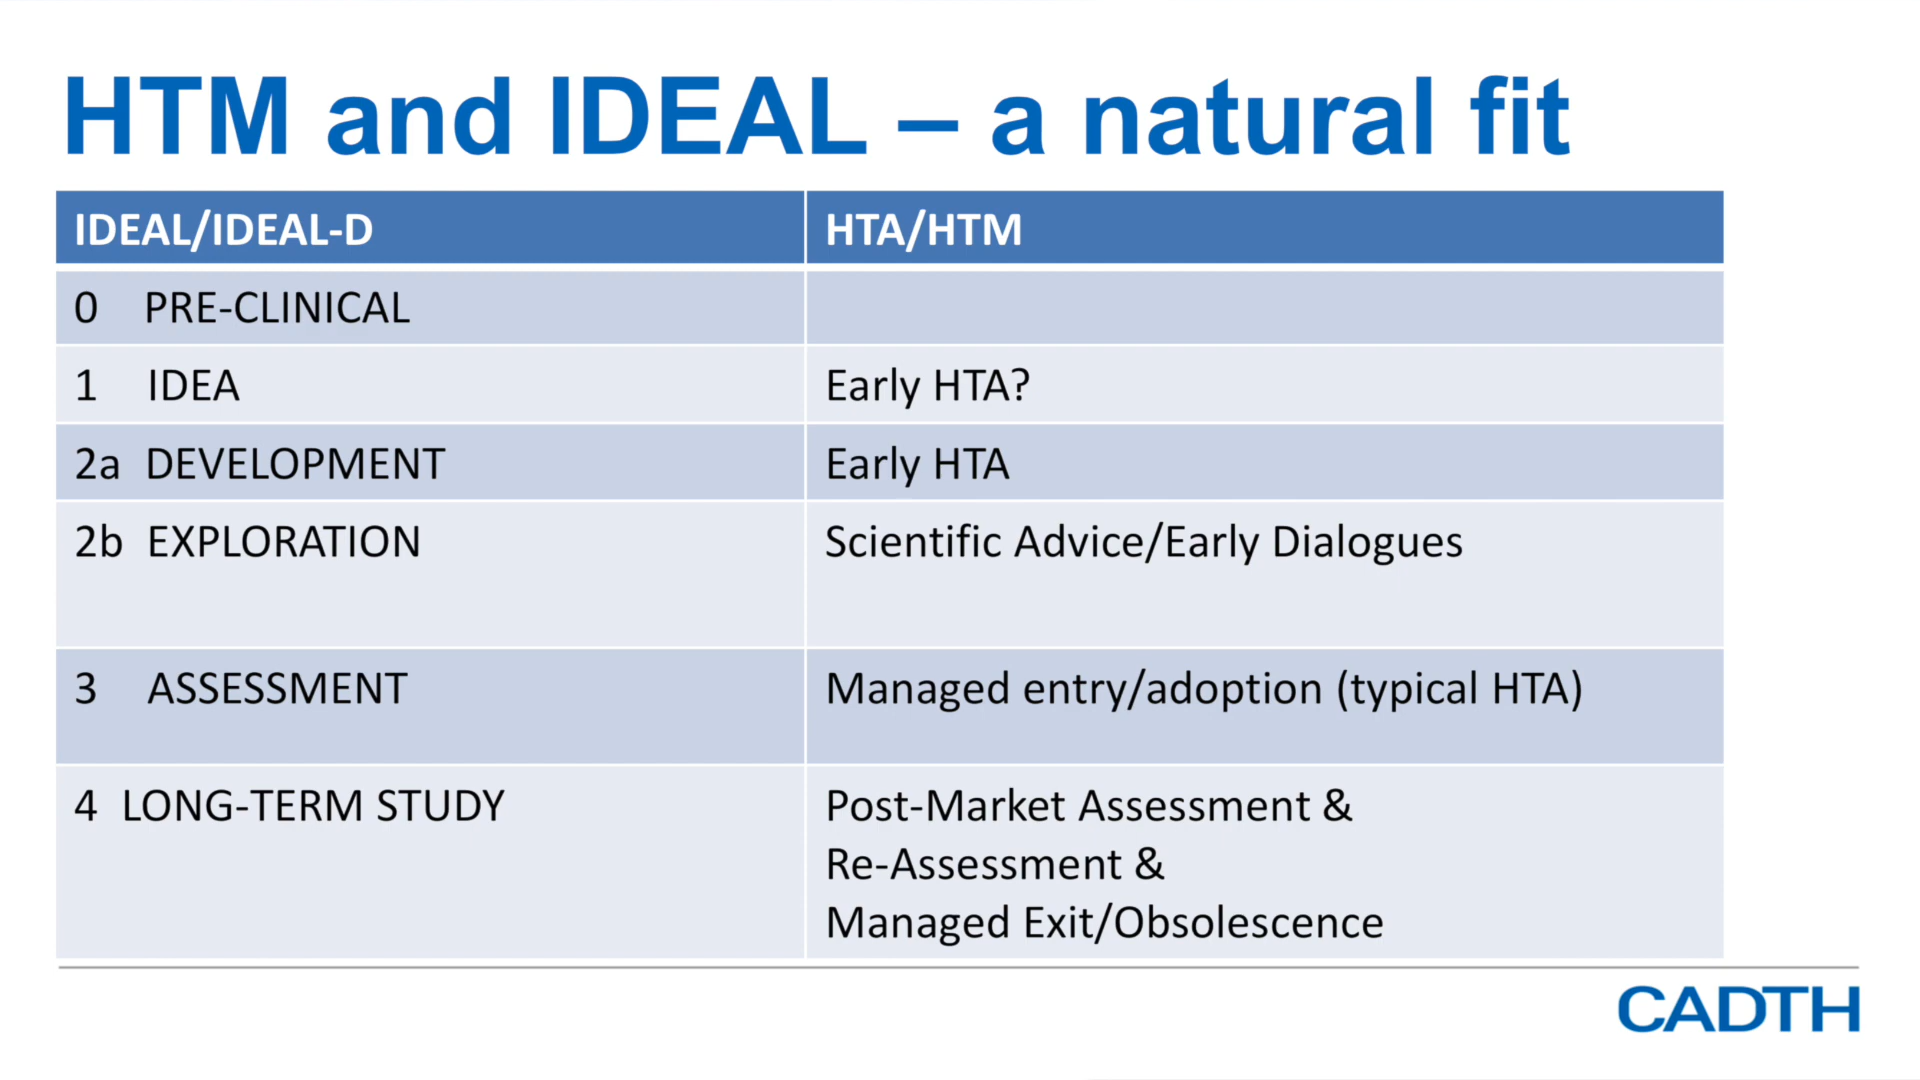 HTM and IDEAL – a natural fit
IDEAL/IDEAL-D HTA/HTM
0 PRE-CLINICAL
1 IDEA Early HTA?
2a DEVELOPMENT Early HTA
2b EXPLORATION Scientific Advice/Early Dialogues
3 ASSESSMENT Managed entry/adoption (typical HTA)
4 LONG-TERM STUDY Post-Market Assessment &
Re-Assessment &
Managed Exit/Obsolescence
CADTH